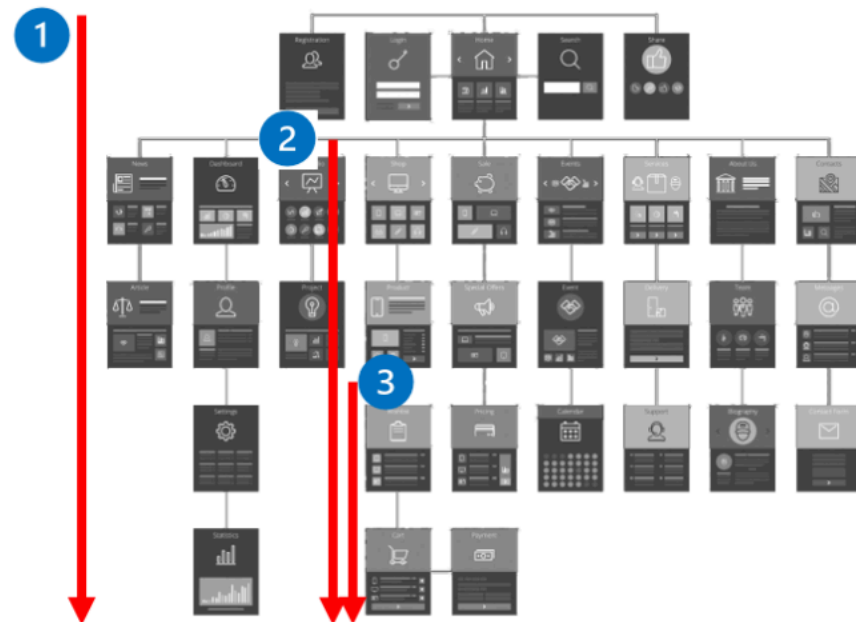 1
Registration
Login
Home
Search
Share
2
News
Dashboard
Shop
Sale
Events
Services
About Us
Contacts
Article
Profile
Project
Product
Special Offers
Event
Delivery
Team
Messages
3
Settings
Wishlist
Pricing
Calendar
Support
Biography
Contact Form
Statistics
Cart
Payment